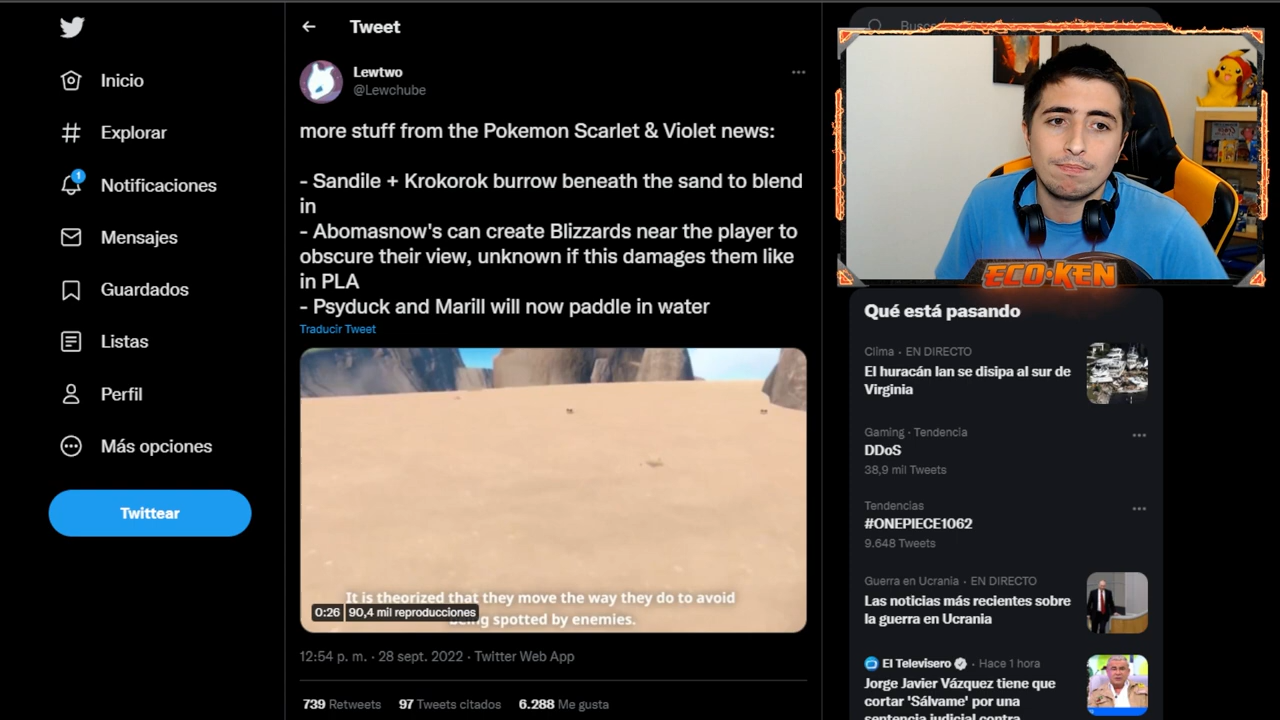 Tweet
Lewtwo
@Lewchube
more stuff from the Pokemon Scarlet & Violet news:
- Sandile + Krokorok burrow beneath the sand to blend
in
- Abomasnow's can create Blizzards near the player to
obscure their view, unknown if this damages them like
in PLA
- Psyduck and Marill will now paddle in water
Traducir Tweet
It is theorized that they move the way they do to avoid
being spotted by enemies.
0:26 90,4 mil reproducciones
12:54 p. m. · 28 sept. 2022 · Twitter Web App
739 Retweets 97 Tweets citados 6.288 Me gusta
Inicio
Explorar
1
Notificaciones
Mensajes
Guardados
Listas
Perfil
Más opciones
Twittear
ECO·KEN
Qué está pasando
Clima · EN DIRECTO
El huracán Ian se disipa al sur de
Virginia
Gaming · Tendencia
DDoS
38,9 mil Tweets
Tendencias
#ONEPIECE1062
9.648 Tweets
Guerra en Ucrania · EN DIRECTO
Las noticias más recientes sobre
la guerra en Ucrania
El Televisero · Hace 1 hora
Jorge Javier Vázquez tiene que
cortar 'Sálvame' por una
sentencia judicial contra